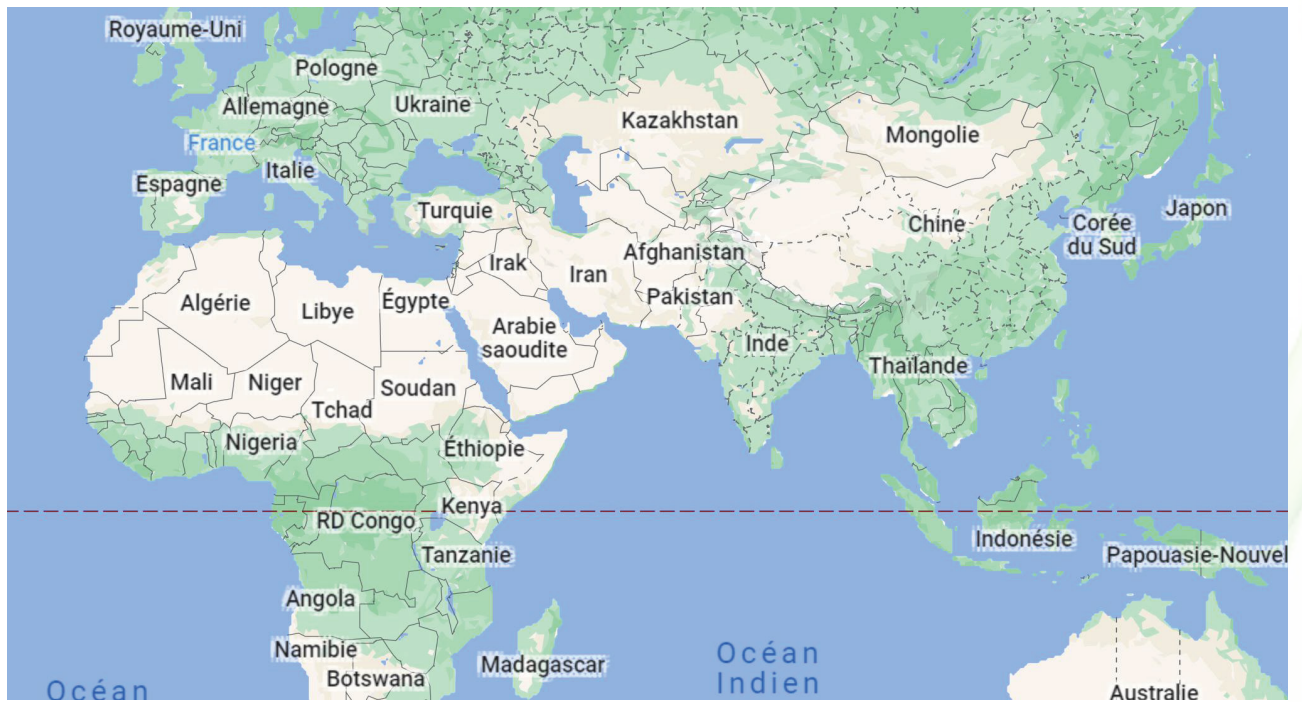 Royaume-Uni
Pologne
Allemagne
Ukraine
Kazakhstan
Mongolie
France
Italie
Espagne
Turquie
Chine
Corée
du Sud
Japon
Afghanistan
Irak
Iran
Pakistan
Algérie
Libye
Égypte
Arabie
saoudite
Inde
Thaïlande
Mali
Niger
Soudan
Tchad
Nigeria
Éthiopie
Kenya
RD Congo
Indonésie
Tanzanie
Papouasie-Nouvel
Angola
Namibie
Madagascar
Botswana
Océan
Indien
Océan
Australie